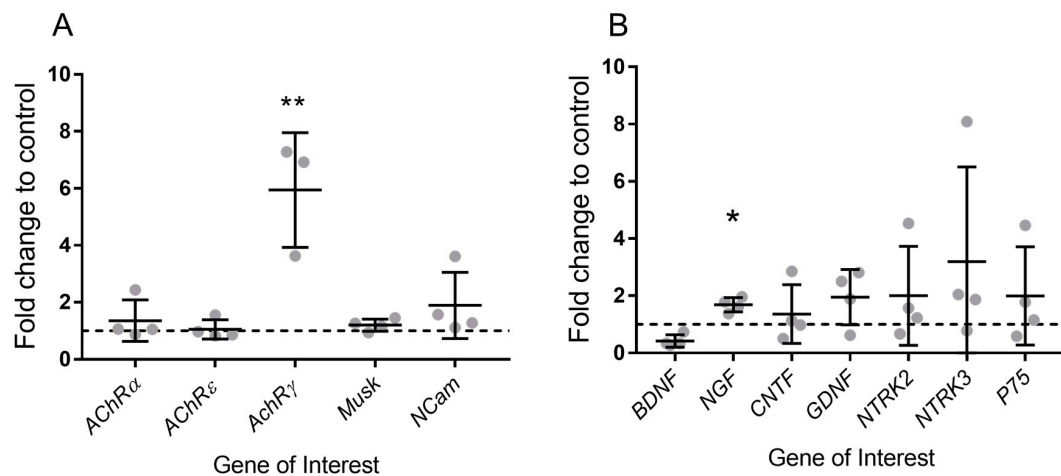 A
Fold change to control
10
8
6
4
2
0
**
AChRα
AChRε
AchRγ
Musk
NCam
Gene of Interest
B
Fold change to control
10
8
6
4
2
0
*
BDNF
NGF
CNTF
GDNF
NTRK2
NTRK3
P75
Gene of Interest